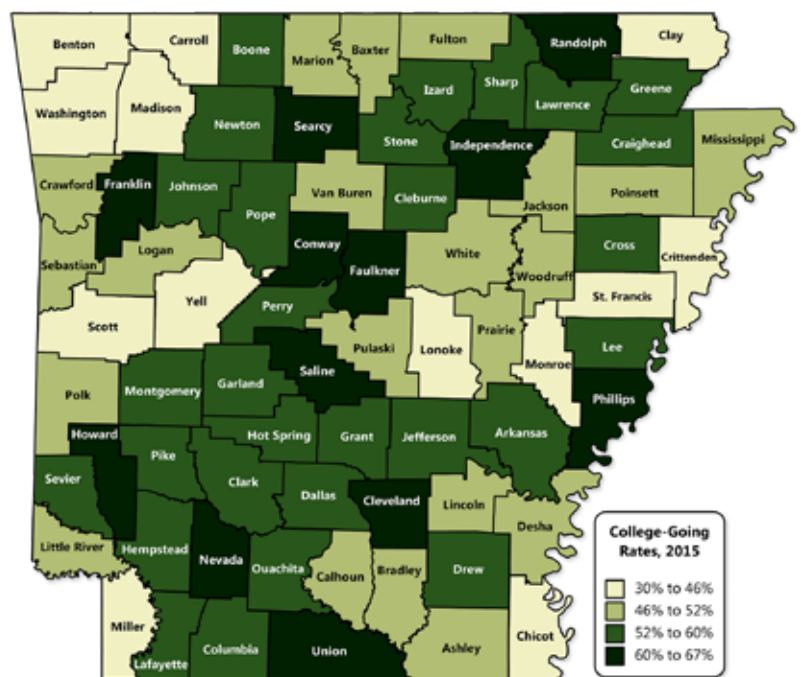 Benton
Carroll
Boone
Marion
Baxter
Fulton
Randolph
Clay
Washington
Madison
Newton
Searcy
Izard
Sharp
Lawrence
Greene
Stone
Independence
Craighead
Mississippi
Crawford
Franklin
Johnson
Pope
Van Buren
Cleburne
Jackson
Poinsett
Sebastian
Logan
Conway
Faulkner
White
Woodruff
Cross
Crittenden
Scott
Yell
Perry
Pulaski
Lonoke
Prairie
Monroe
St. Francis
Lee
Phillips
Polk
Montgomery
Garland
Saline
Howard
Pike
Hot Spring
Grant
Jefferson
Arkansas
Sevier
Clark
Dallas
Cleveland
Lincoln
Desha
Little River
Hempstead
Nevada
Ouachita
Calhoun
Bradley
Drew
Miller
Lafayette
Columbia
Union
Ashley
Chicot
College-Going
Rates, 2015
30% to 46%
46% to 52%
52% to 60%
60% to 67%